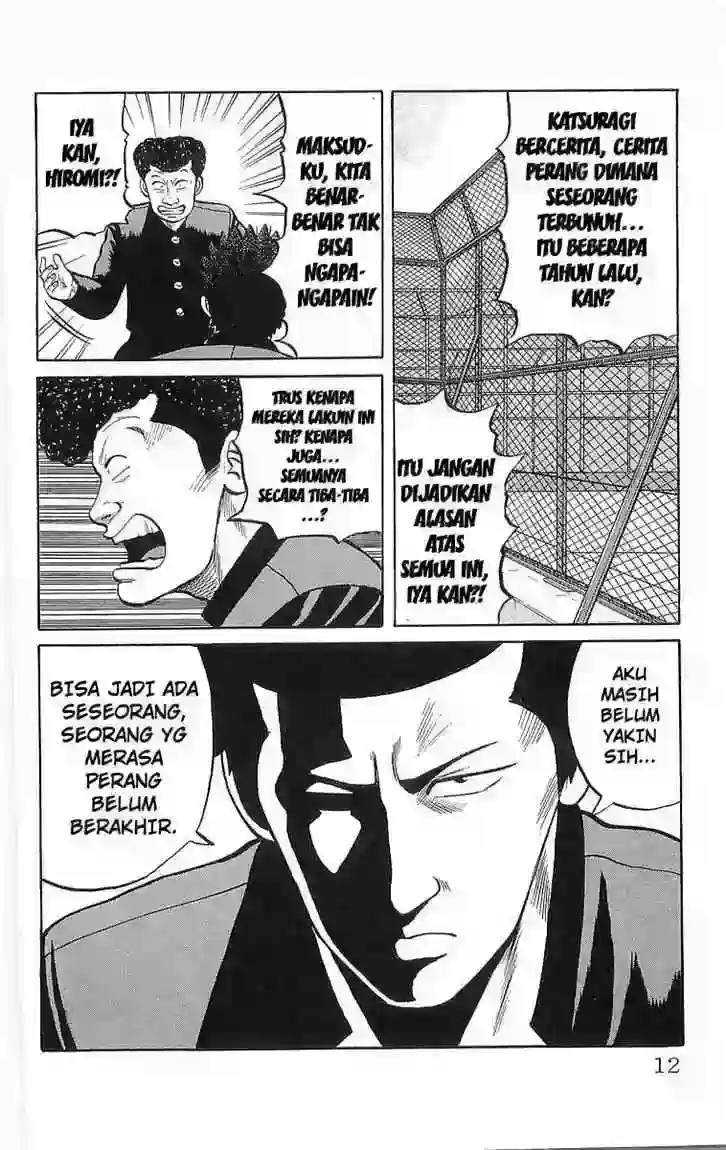 KATSURAGI
BERCERITA, CERITA
PERANG DIMANA
SESEORANG
TERBUNUH...
ITU BEBERAPA
TAHUN LALU,
KAN?
ITU JANGAN
DIJADIKAN
ALASAN
ATAS
SEMUA INI,
IYA KAN?!
MAKSUD-
KU, KITA
BENAR-
BENAR TAK
BISA
NGAPA-
NGAPAIN!
IYA
KAN,
HIROMI?!
TRUS KENAPA
MEREKA LAKUIN INI
SIH? KENAPA
JUGA...
SEMUANYA
SECARA TIBA-TIBA
...?
AKU
MASIH
BELUM
YAKIN
SIH...
BISA JADI ADA
SESEORANG,
SEORANG YG
MERASA
PERANG
BELUM
BERAKHIR.
12